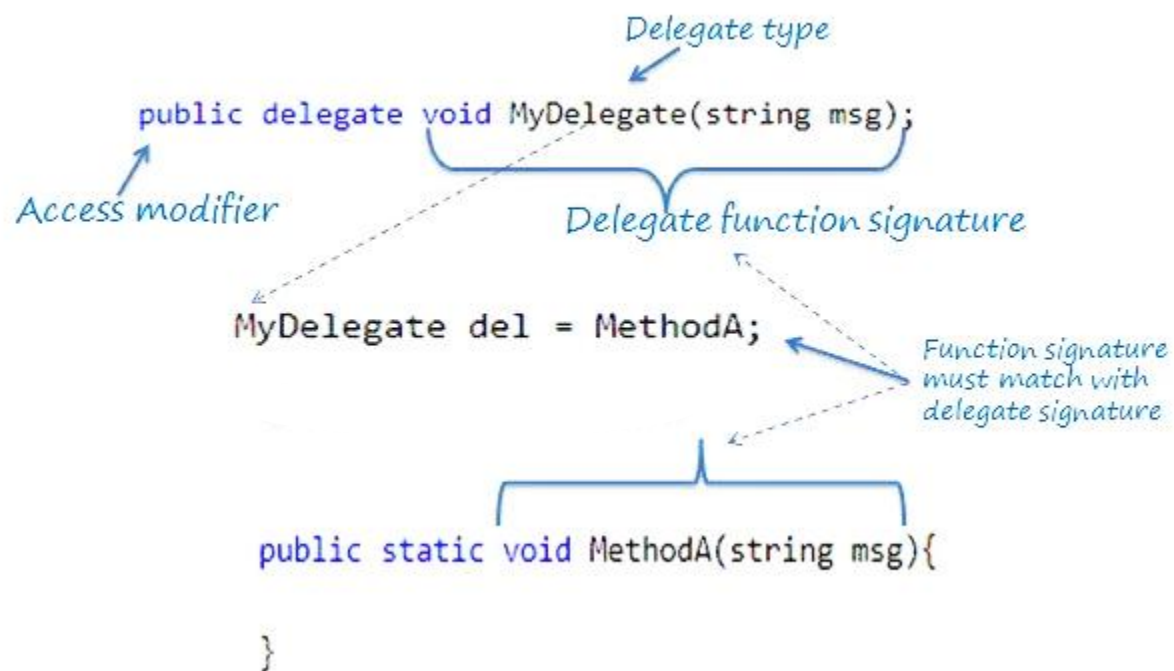 Delegate type
public delegate void MyDelegate(string msg);
Access modifier
Delegate function signature
MyDelegate del = MethodA;
Function signature
must match with
delegate signature
public static void MethodA(string msg){
}